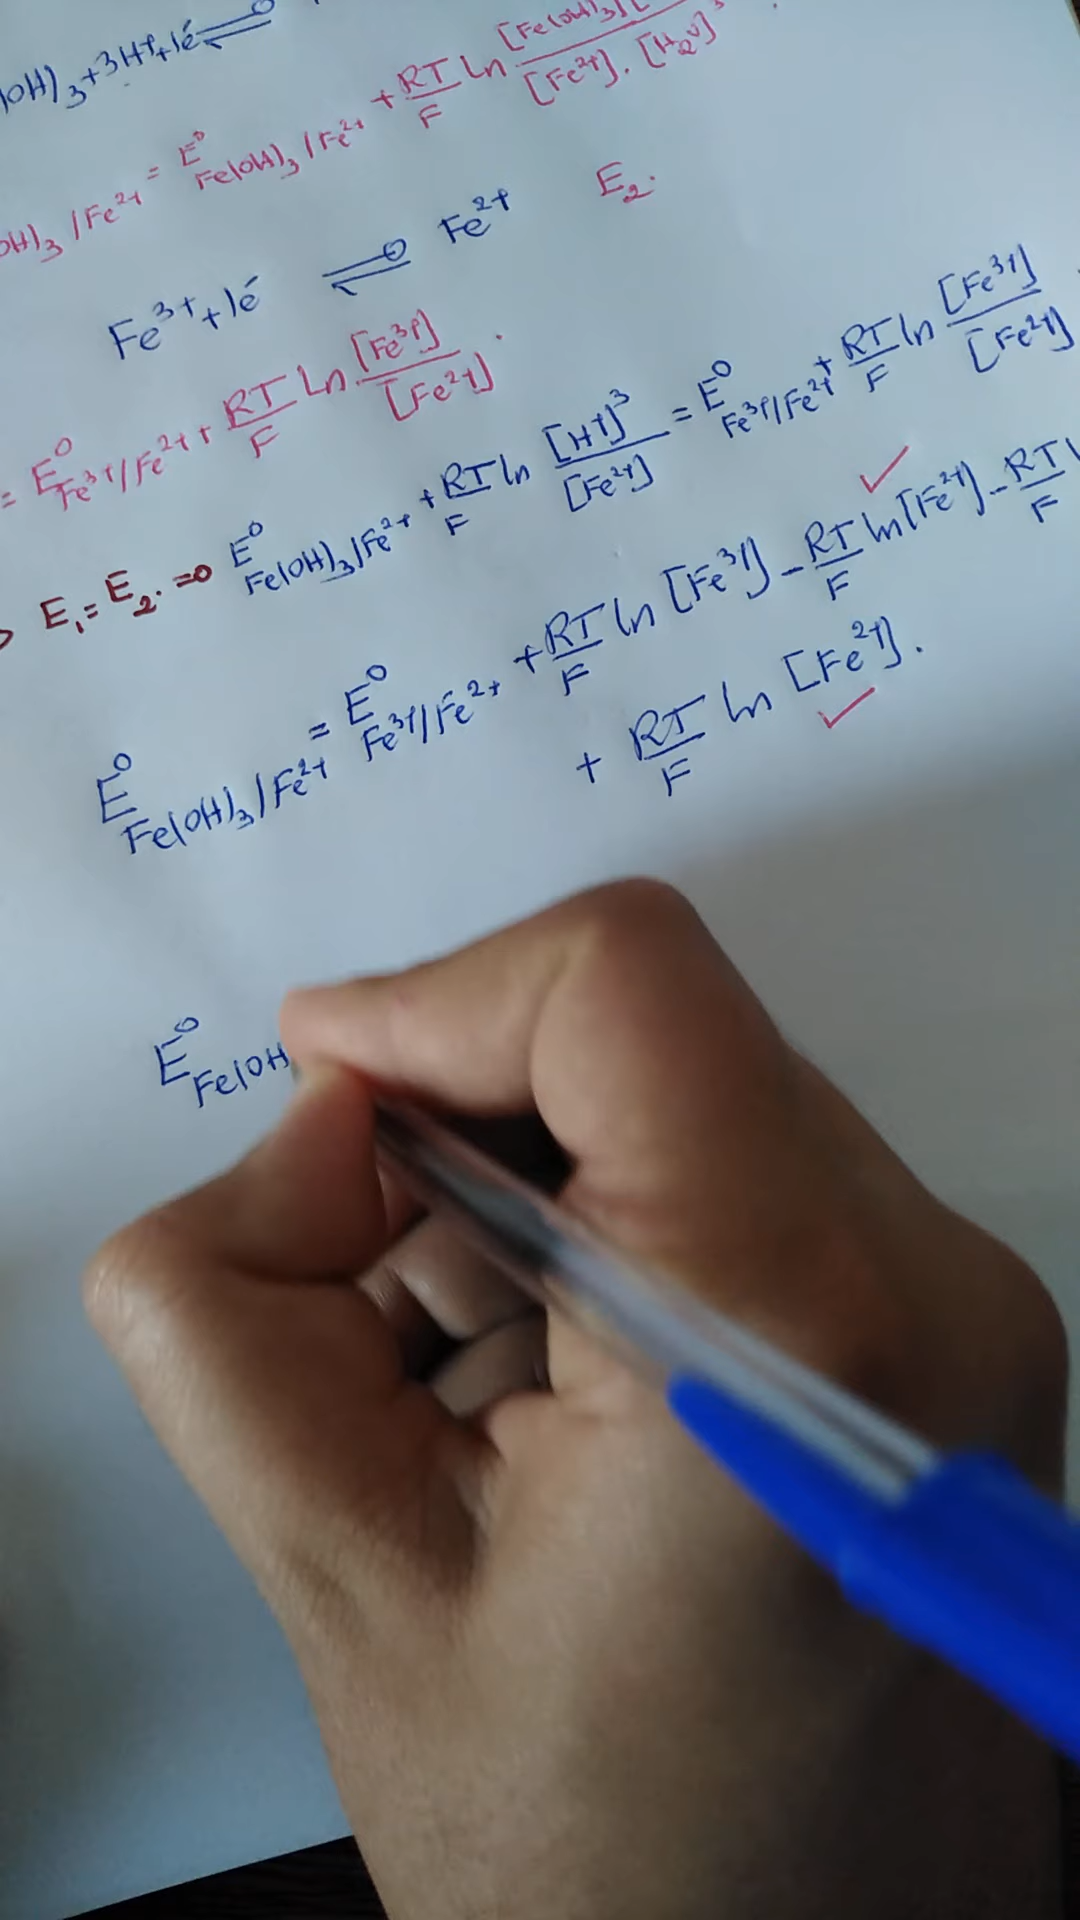 OH)3 + 3H+ + 1é ⇌
OH)3/Fe2+ = E° Fe(OH)3/Fe2+ + RT/F ln [Fe(OH)3][ / [Fe2+].[H2O]3
Fe3+ + 1é ⇌ Fe2+ E2.
= E° Fe3+/Fe2+ + RT/F ln [Fe3+]/[Fe2+].
E1 = E2. ⇒ E° Fe(OH)3/Fe2+ + RT/F ln [H+]3/[Fe2+] = E° Fe3+/Fe2+ + RT/F ln [Fe3+]/[Fe2+]
E° Fe(OH)3/Fe2+ = E° Fe3+/Fe2+ + RT/F ln [Fe3+] - RT/F ln [Fe2+] - RT/F
+ RT/F ln [Fe2+].
E° Fe(OH